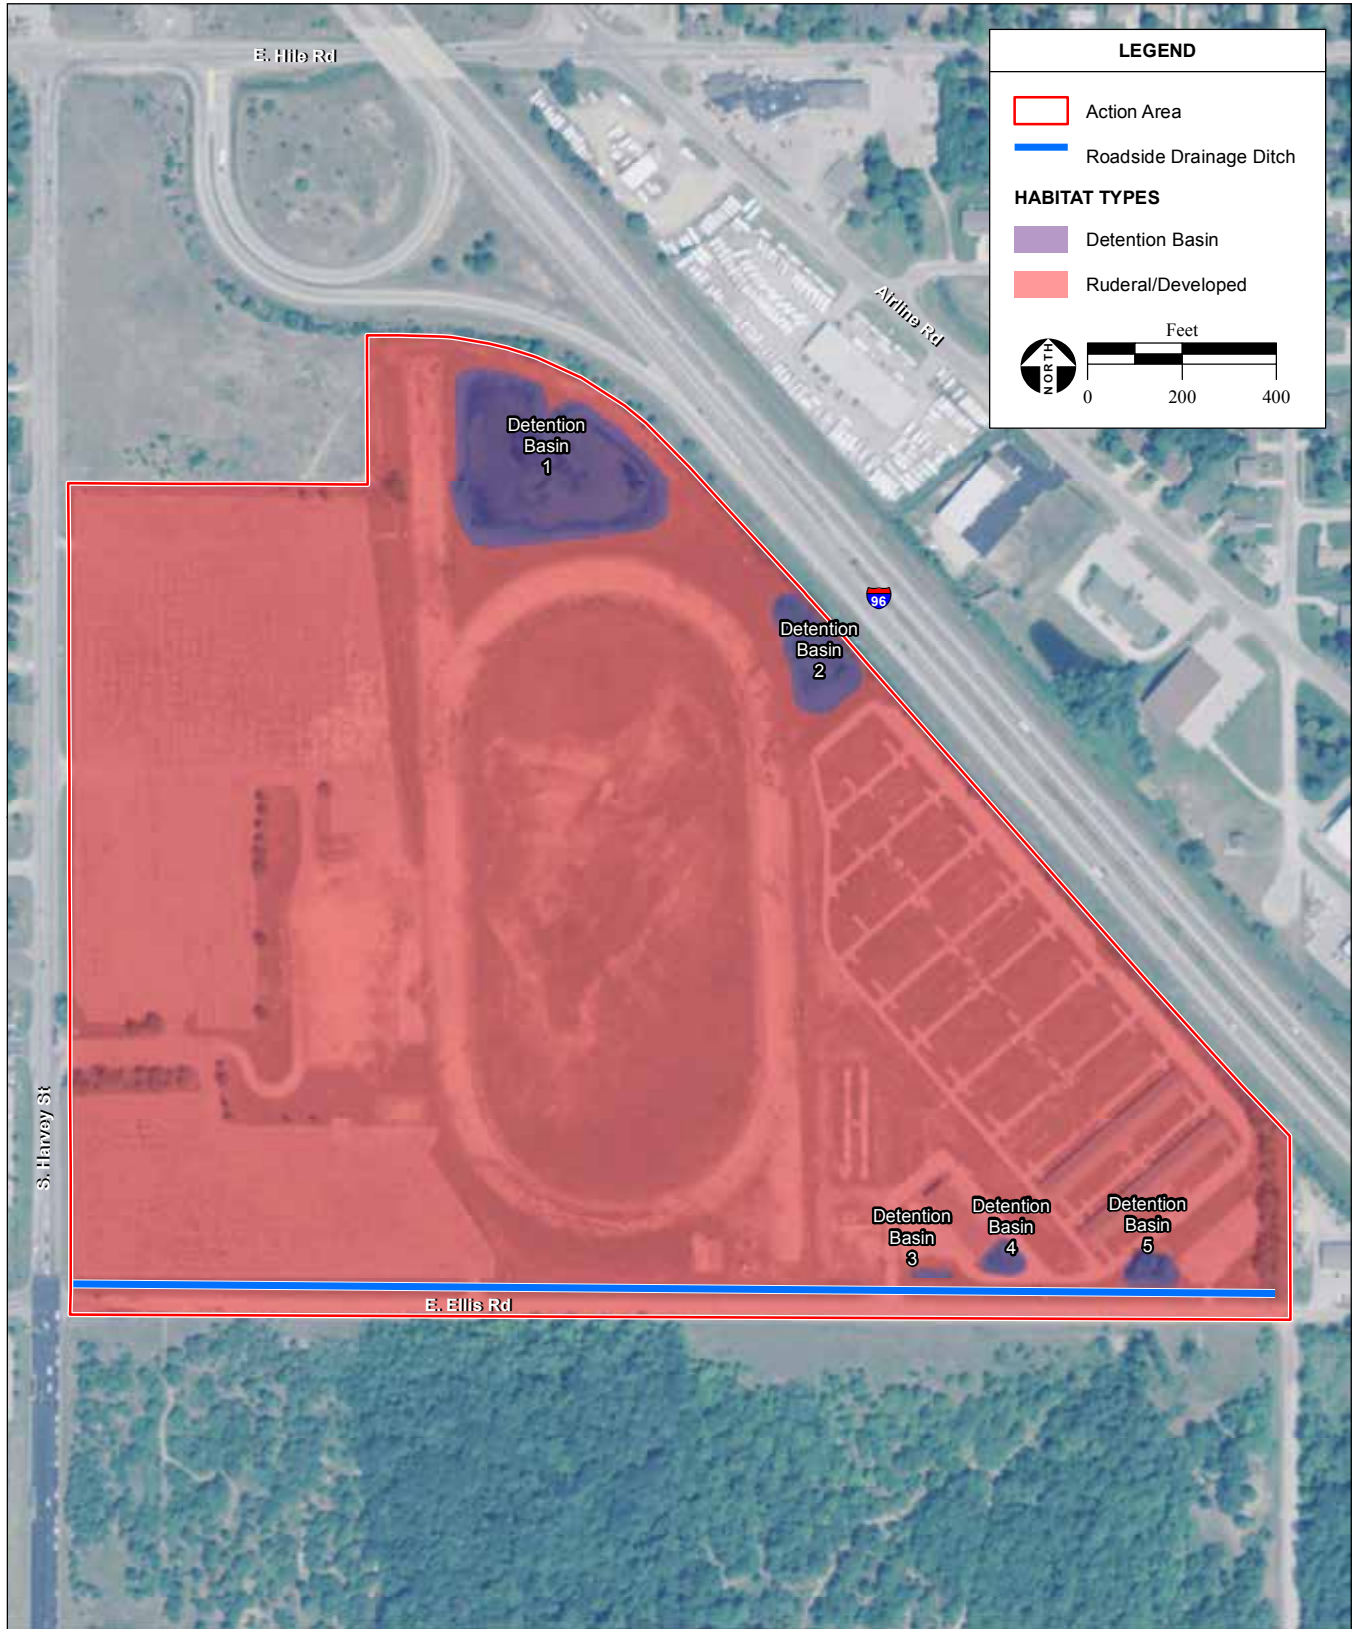 E. Hile Rd
LEGEND
Action Area
Roadside Drainage Ditch
HABITAT TYPES
Detention Basin
Ruderal/Developed
Feet
NORTH
0 200 400
Airline Rd
Detention
Basin
1
96
Detention
Basin
2
S. Harvey St
Detention
Basin
3
Detention
Basin
4
Detention
Basin
5
E. Ellis Rd